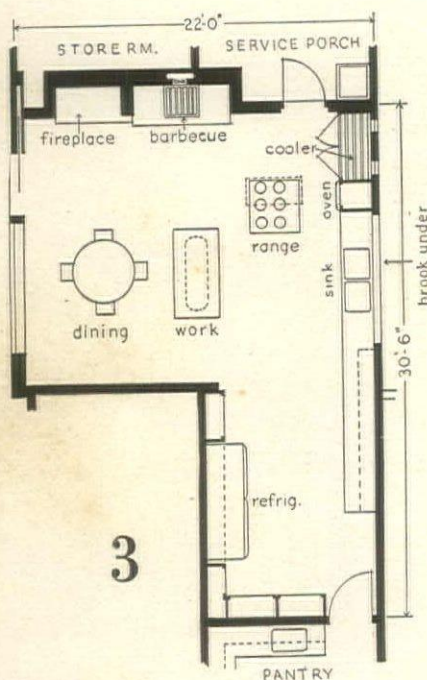 22'-0"
STORE RM.
SERVICE PORCH
fireplace
barbecue
cooler
oven
range
sink
brook under
30'-6"
dining
work
refrig.
3
PANTRY